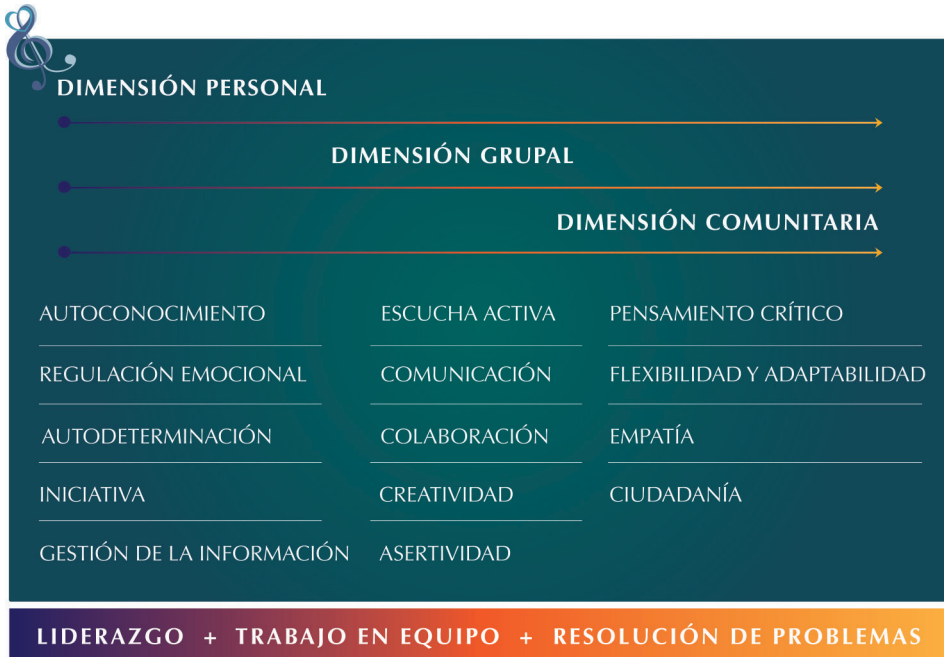 DIMENSIÓN PERSONAL
DIMENSIÓN GRUPAL
DIMENSIÓN COMUNITARIA
AUTOCONOCIMIENTO
REGULACIÓN EMOCIONAL
AUTODETERMINACIÓN
INICIATIVA
GESTIÓN DE LA INFORMACIÓN
ESCUCHA ACTIVA
COMUNICACIÓN
COLABORACIÓN
CREATIVIDAD
ASERTIVIDAD
PENSAMIENTO CRÍTICO
FLEXIBILIDAD Y ADAPTABILIDAD
EMPATÍA
CIUDADANÍA
LIDERAZGO + TRABAJO EN EQUIPO + RESOLUCIÓN DE PROBLEMAS